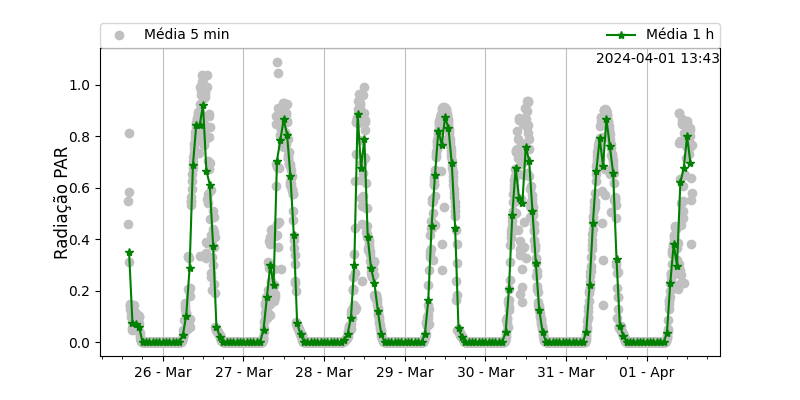 Média 5 min
Média 1 h
2024-04-01 13:43
Radiação PAR
1.0
0.8
0.6
0.4
0.2
0.0
26 - Mar
27 - Mar
28 - Mar
29 - Mar
30 - Mar
31 - Mar
01 - Apr